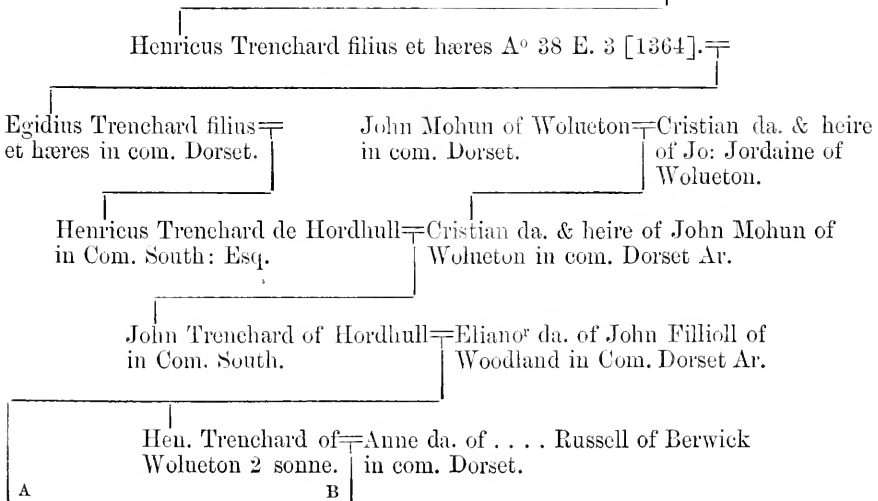 Henricus Trenchard filius et hæres Aº 38 E. 3 [1364].
Egidius Trenchard filius
et hæres in com. Dorset.
John Mohun of Wolueton
in com. Dorset.
Cristian da. & heire
of Jo: Jordaine of
Wolueton.
Henricus Trenchard de Hordhull
in Com. South: Esq.
Cristian da. & heire of John Mohun of
Wolueton in com. Dorset Ar.
John Trenchard of Hordhull
in Com. South.
Elianoʳ da. of John Fillioll of
Woodland in Com. Dorset Ar.
Hen. Trenchard of
Wolueton 2 sonne.
Anne da. of . . . . Russell of Berwick
in com. Dorset.
A
B